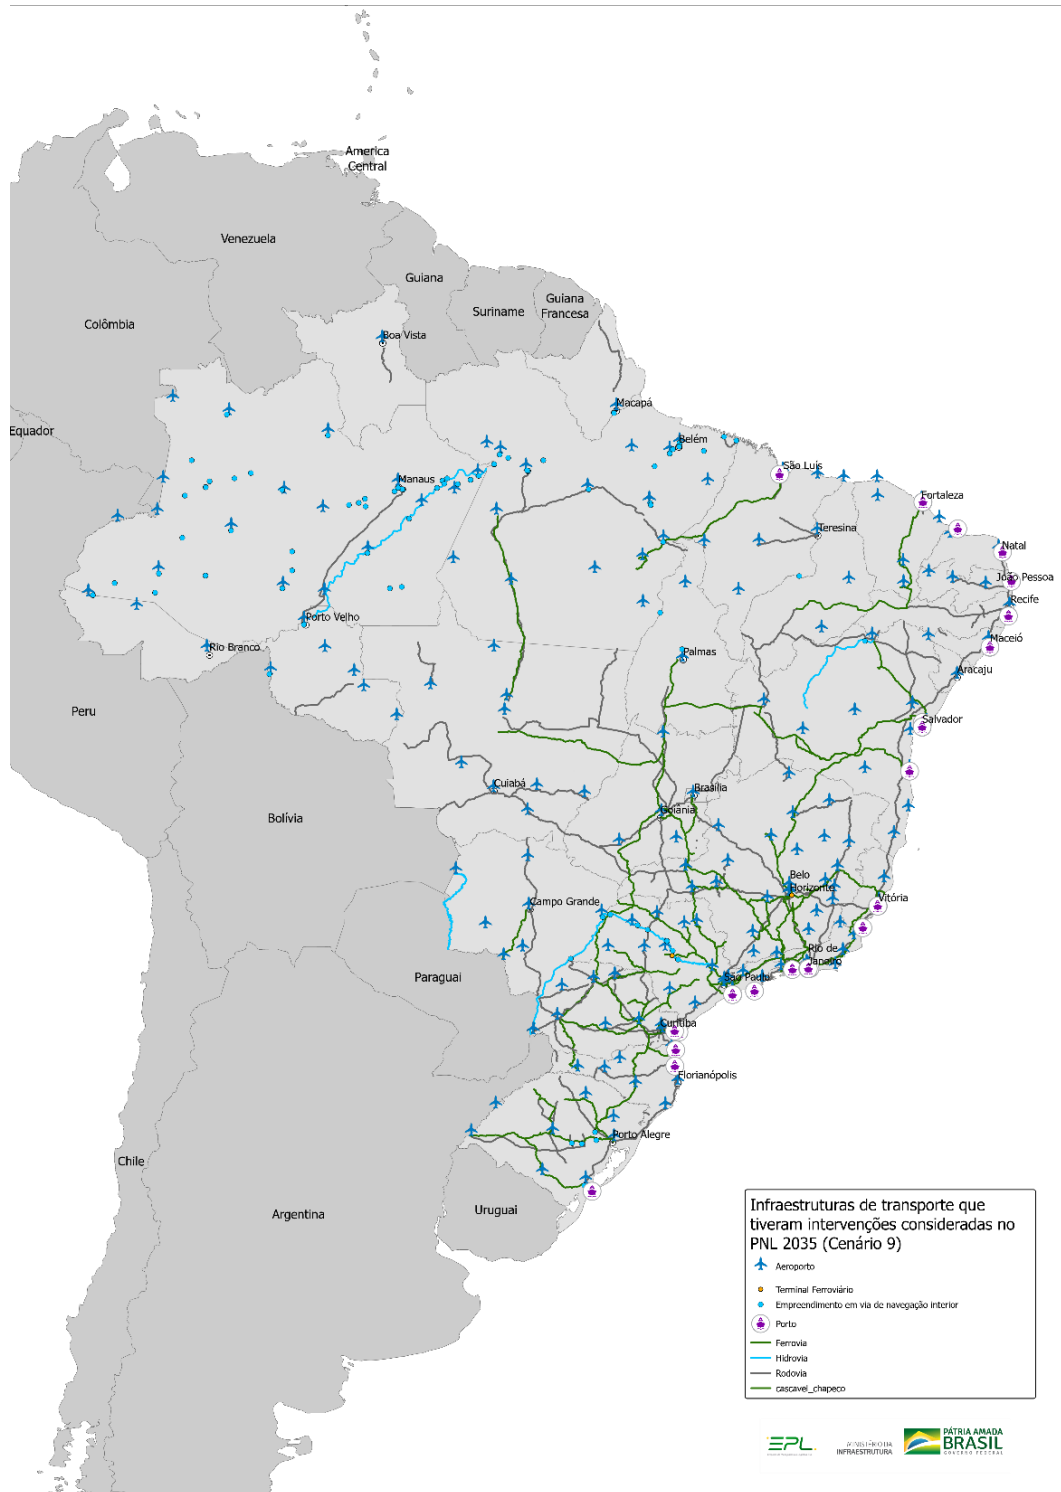 America
Central
Venezuela
Guiana
Suriname
Guiana
Francesa
Colômbia
Boa Vista
Macapá
Equador
Belém
São Luís
Manaus
Fortaleza
Teresina
Natal
João Pessoa
Recife
Porto Velho
Rio Branco
Maceió
Palmas
Aracaju
Peru
Salvador
Cuiabá
Brasília
Goiânia
Bolívia
Belo
Horizonte
Campo Grande
Vitória
Rio de
Janeiro
Paraguai
São Paulo
Curitiba
Florianópolis
Porto Alegre
Chile
Argentina
Uruguai
Infraestruturas de transporte que
tiveram intervenções consideradas no
PNL 2035 (Cenário 9)
Aeroporto
Terminal Ferroviário
Empreendimento em via de navegação interior
Porto
Ferrovia
Hidrovia
Rodovia
cascavel_chapeco
EPL
MINISTÉRIO DA
INFRAESTRUTURA
PÁTRIA AMADA
BRASIL
GOVERNO FEDERAL